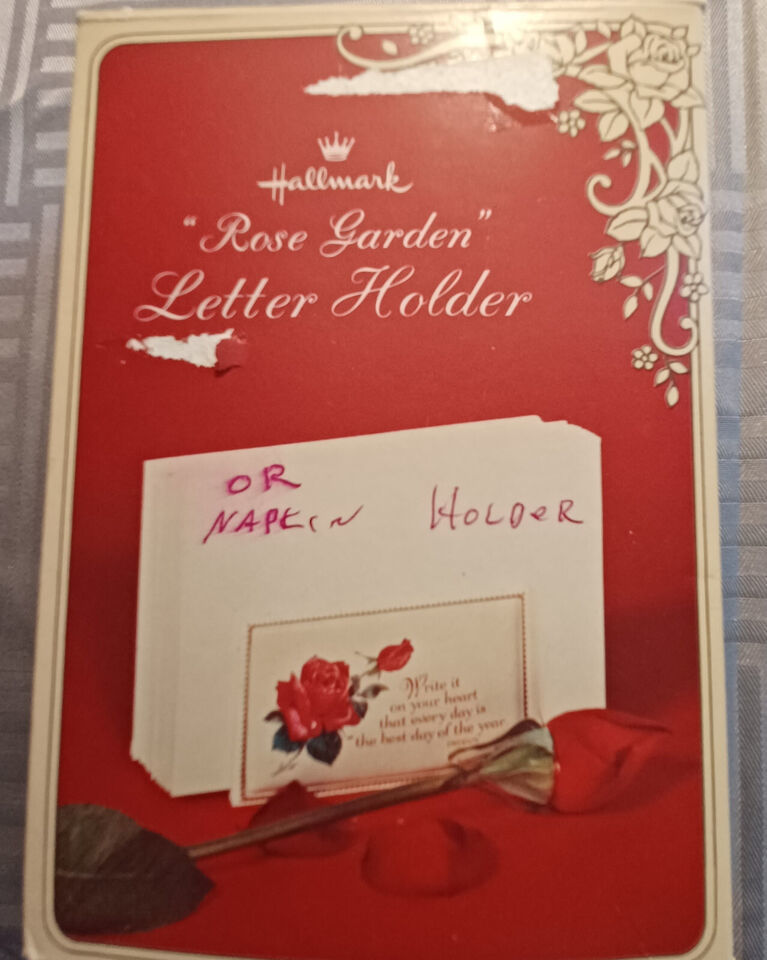 Hallmark
"Rose Garden"
Letter Holder
OR
NAPKIN HOLDER
Write it
on your heart
that every day is
the best day of the year